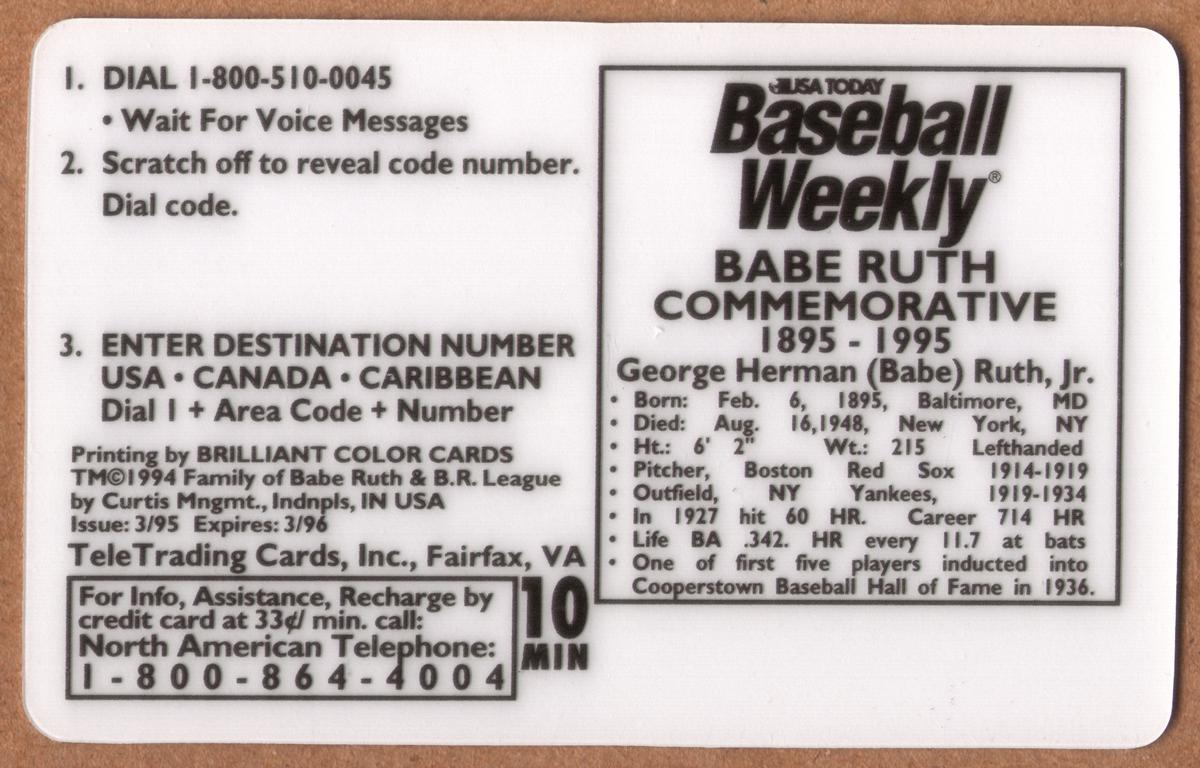 1. DIAL 1-800-510-0045
• Wait For Voice Messages
2. Scratch off to reveal code number.
Dial code.
3. ENTER DESTINATION NUMBER
USA • CANADA • CARIBBEAN
Dial 1 + Area Code + Number
Printing by BRILLIANT COLOR CARDS
TM©1994 Family of Babe Ruth & B.R. League
by Curtis Mngmt., Indnpls, IN USA
Issue: 3/95 Expires: 3/96
TeleTrading Cards, Inc., Fairfax, VA
For Info, Assistance, Recharge by
credit card at 33¢/ min. call:
North American Telephone:
1-800-864-4004
10
MIN
USA TODAY
Baseball
Weekly®
BABE RUTH
COMMEMORATIVE
1895 - 1995
George Herman (Babe) Ruth, Jr.
• Born: Feb. 6, 1895, Baltimore, MD
• Died: Aug. 16,1948, New York, NY
• Ht.: 6' 2" Wt.: 215 Lefthanded
• Pitcher, Boston Red Sox 1914-1919
• Outfield, NY Yankees, 1919-1934
• In 1927 hit 60 HR. Career 714 HR
• Life BA .342. HR every 11.7 at bats
• One of first five players inducted into
Cooperstown Baseball Hall of Fame in 1936.